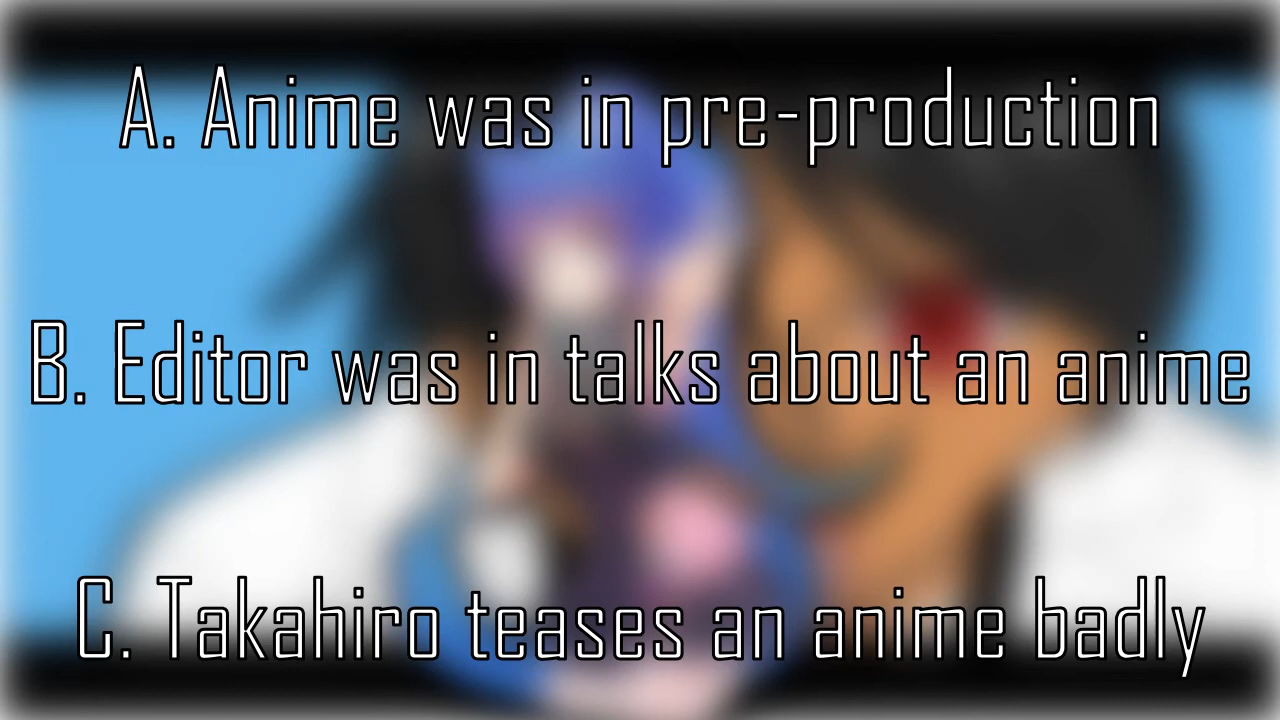 A. Anime was in pre-production
B. Editor was in talks about an anime
C. Takahiro teases an anime badly